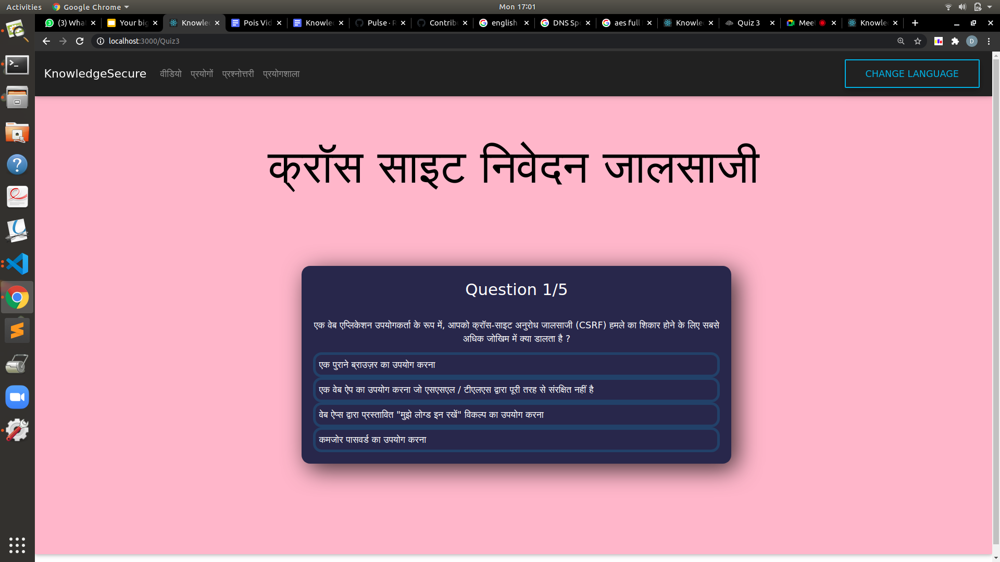 Activities Google Chrome Mon 17:01
(3) Wha Your big Knowle Pois Vid Knowle Pulse · R Contrib english DNS Spo aes full Knowle Quiz 3 Meet Knowle
localhost:3000/Quiz3 D
KnowledgeSecure वीडियो प्रयोगों प्रश्नोत्तरी प्रयोगशाला CHANGE LANGUAGE
क्रॉस साइट निवेदन जालसाजी
Question 1/5
एक वेब एप्लिकेशन उपयोगकर्ता के रूप में, आपको क्रॉस-साइट अनुरोध जालसाजी (CSRF) हमले का शिकार होने के लिए सबसे
अधिक जोखिम में क्या डालता है ?
एक पुराने ब्राउज़र का उपयोग करना
एक वेब ऐप का उपयोग करना जो एसएसएल / टीएलएस द्वारा पूरी तरह से संरक्षित नहीं है
वेब ऐप्स द्वारा प्रस्तावित "मुझे लोग्ड इन रखें" विकल्प का उपयोग करना
कमजोर पासवर्ड का उपयोग करना